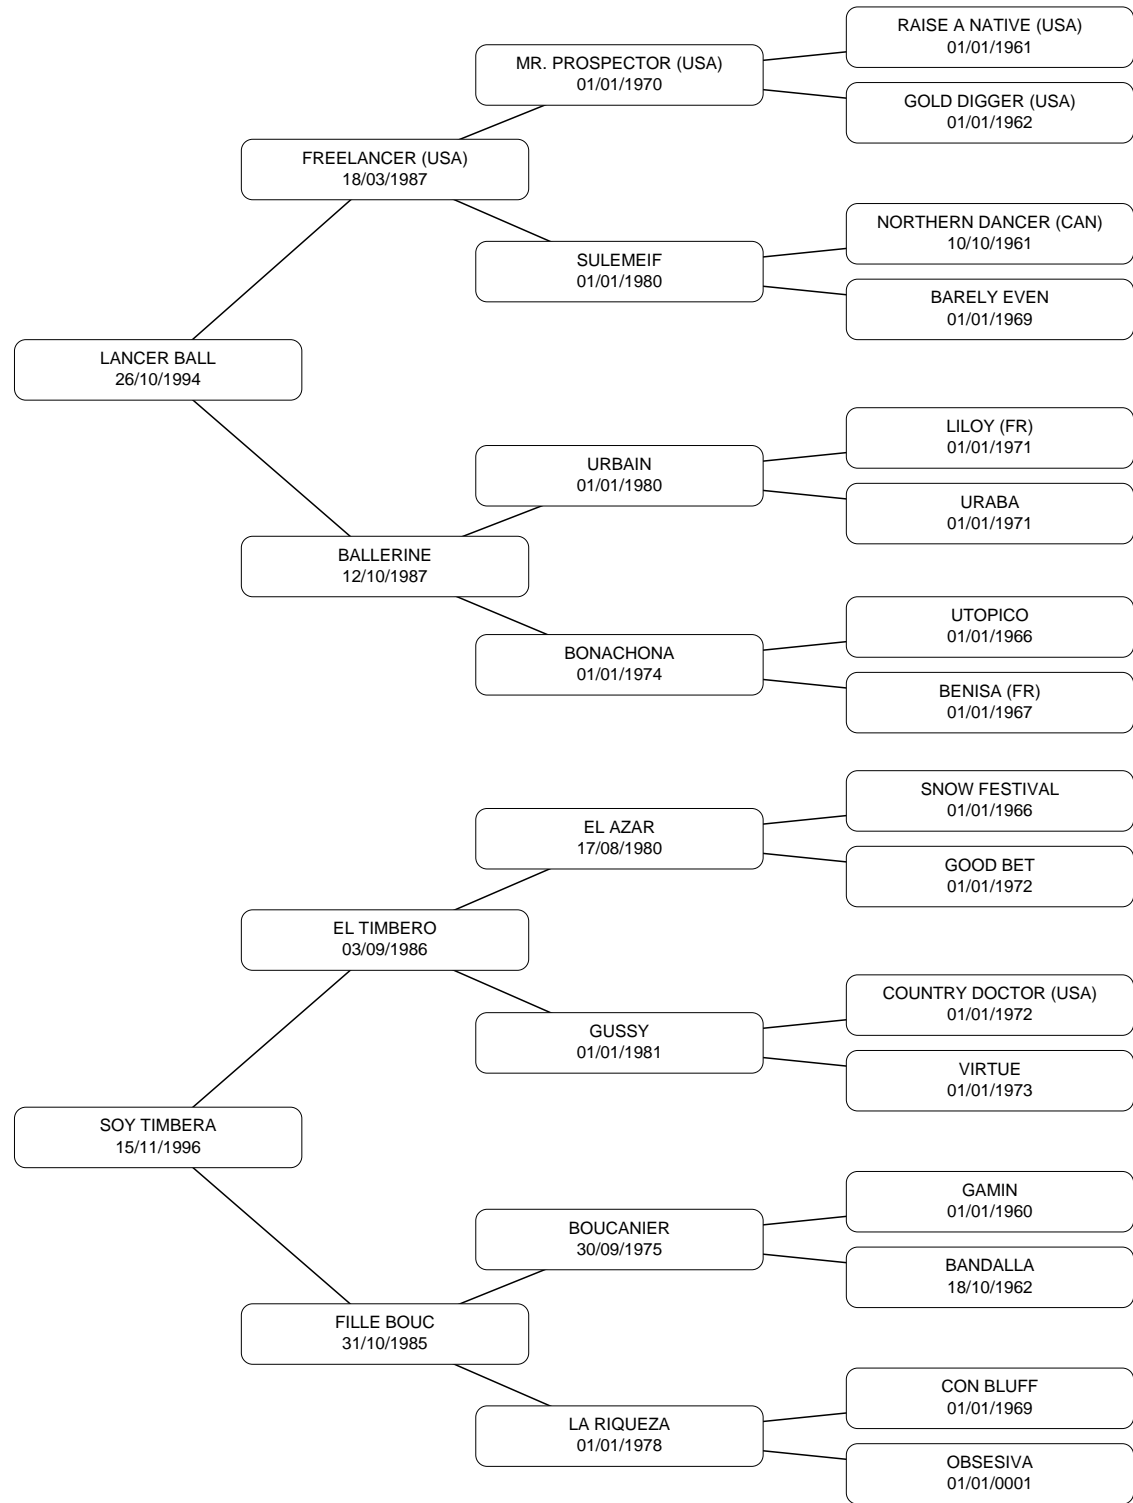 RAISE A NATIVE (USA)
01/01/1961
MR. PROSPECTOR (USA)
01/01/1970
GOLD DIGGER (USA)
01/01/1962
FREELANCER (USA)
18/03/1987
NORTHERN DANCER (CAN)
10/10/1961
SULEMEIF
01/01/1980
BARELY EVEN
01/01/1969
LANCER BALL
26/10/1994
LILOY (FR)
01/01/1971
URBAIN
01/01/1980
URABA
01/01/1971
BALLERINE
12/10/1987
UTOPICO
01/01/1966
BONACHONA
01/01/1974
BENISA (FR)
01/01/1967
SNOW FESTIVAL
01/01/1966
EL AZAR
17/08/1980
GOOD BET
01/01/1972
EL TIMBERO
03/09/1986
COUNTRY DOCTOR (USA)
01/01/1972
GUSSY
01/01/1981
VIRTUE
01/01/1973
SOY TIMBERA
15/11/1996
GAMIN
01/01/1960
BOUCANIER
30/09/1975
BANDALLA
18/10/1962
FILLE BOUC
31/10/1985
CON BLUFF
01/01/1969
LA RIQUEZA
01/01/1978
OBSESIVA
01/01/0001